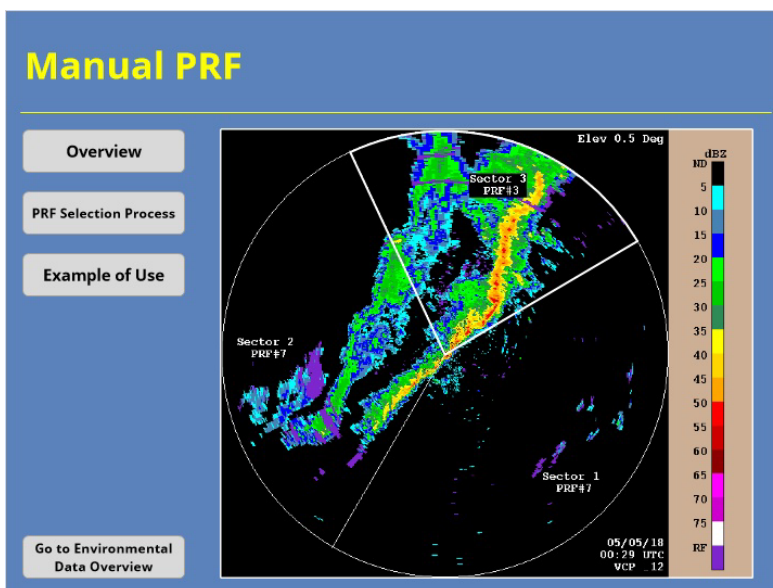 Manual PRF
Overview
PRF Selection Process
Example of Use
Go to Environmental
Data Overview
Elev 0.5 Deg
Sector 3
PRF#3
Sector 2
PRF#7
Sector 1
PRF#7
05/05/18
00:29 UTC
VCP 12
dBZ
ND
5
10
15
20
25
30
35
40
45
50
55
60
65
70
75
RF